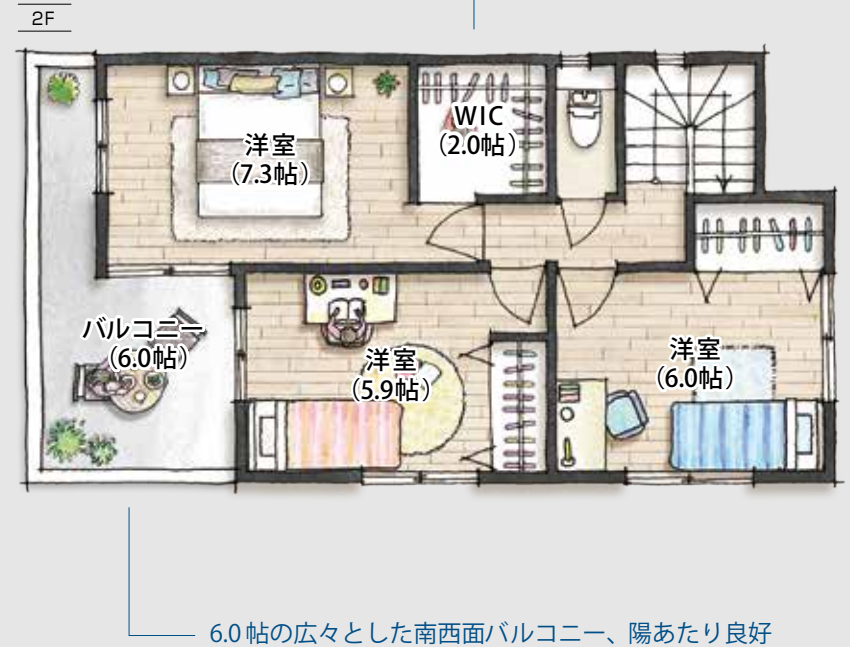 2F
洋室
(7.3帖)
WIC
(2.0帖)
バルコニー
(6.0帖)
洋室
(5.9帖)
洋室
(6.0帖)
6.0帖の広々とした南西面バルコニー、陽あたり良好